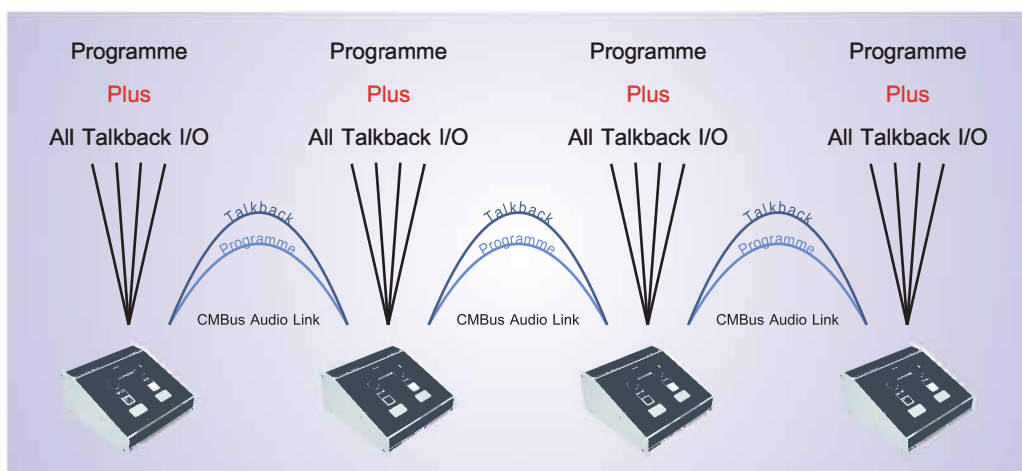 Programme Programme Programme Programme
Plus Plus Plus Plus
All Talkback I/O All Talkback I/O All Talkback I/O All Talkback I/O
Talkback Talkback Talkback
Programme Programme Programme
CMBus Audio Link CMBus Audio Link CMBus Audio Link